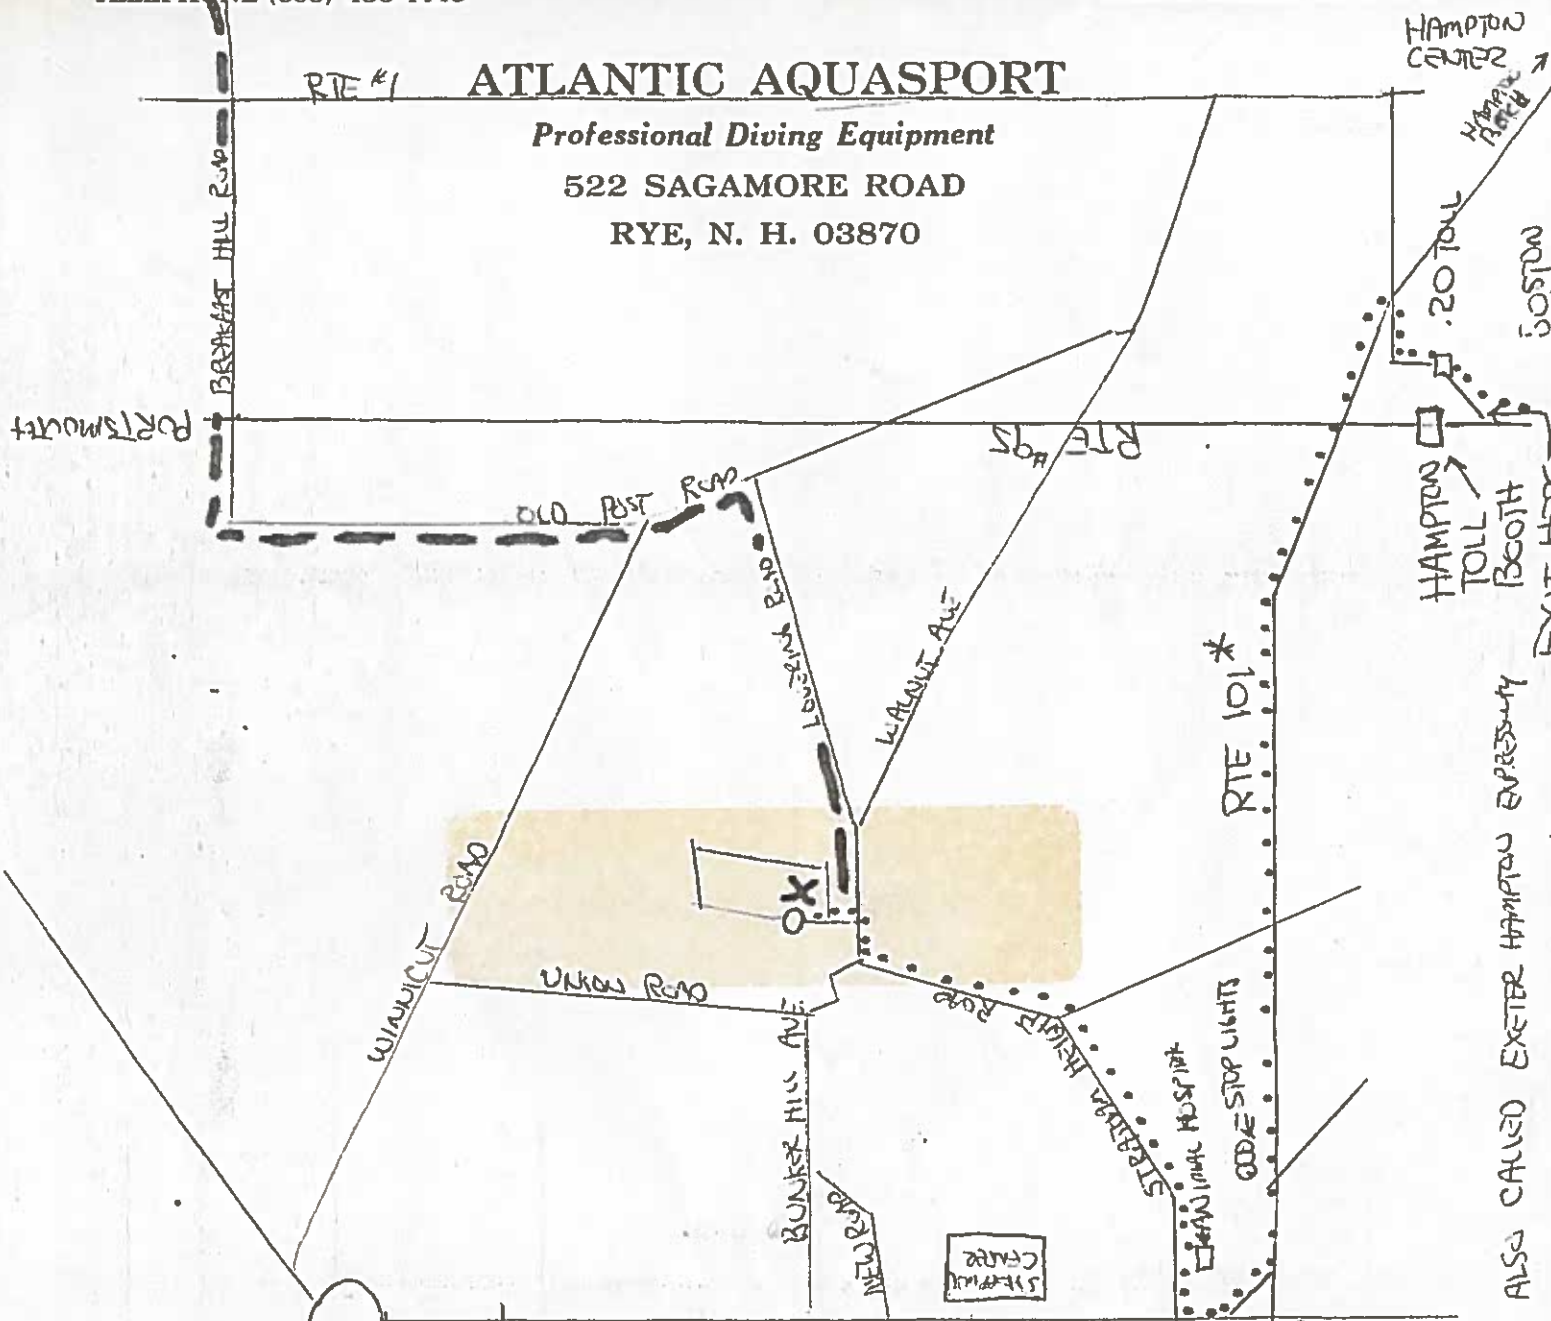 RTE #1
ATLANTIC AQUASPORT
Professional Diving Equipment
522 SAGAMORE ROAD
RYE, N. H. 03870
HAMPTON
CENTER
BREAKFAST HILL ROAD
.20 TOLL
BOSTON
PORTSMOUTH
RTE #95
HAMPTON
TOLL
BOOTH
OLD POST ROAD
LOVERING ROAD
WALNUT AVE
RTE 101*
WINNICUT ROAD
X
UNION ROAD
STRATHAM HEIGHTS ROAD
BUNKER HILL AVE
NEW ROAD
ANIMAL HOSPITAL
STOP LIGHTS
SHOPPING
CENTER
ALSO CALLED EXETER HAMPTON EXPRESSWAY